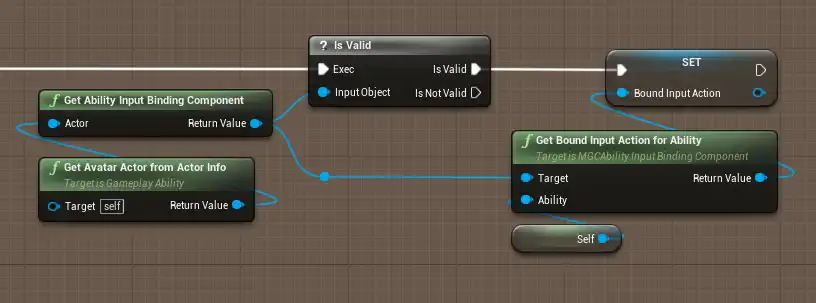 ? Is Valid
SET
Exec
Is Valid
Input Object
Is Not Valid
Bound Input Action
f Get Ability Input Binding Component
Actor
Return Value
f Get Avatar Actor from Actor Info
Target is Gameplay Ability
Target
self
Return Value
f Get Bound Input Action for Ability
Target is MGCAbility Input Binding Component
Target
Return Value
Ability
Self